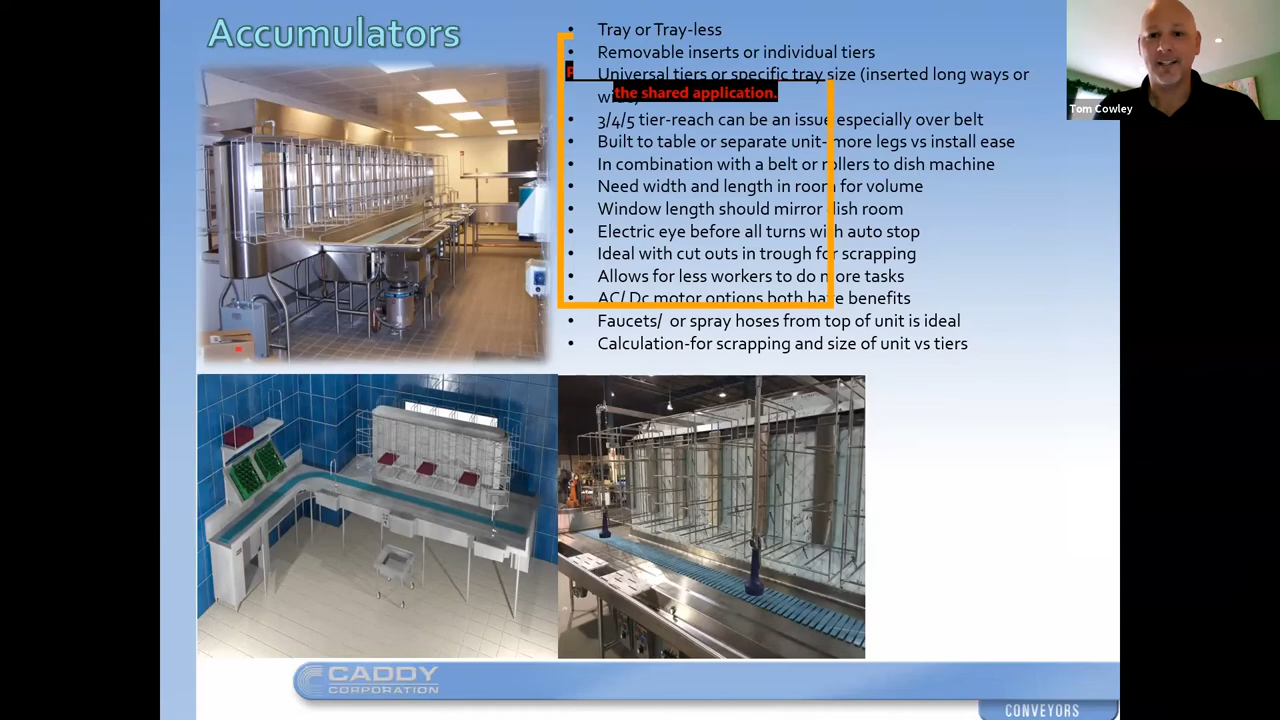 Accumulators
• Tray or Tray-less
• Removable inserts or individual tiers
• Universal tiers or specific tray size (inserted long ways or
the shared application.
• 3/4/5 tier-reach can be an issue especially over belt
• Built to table or separate unit-more legs vs install ease
• In combination with a belt or rollers to dish machine
• Need width and length in room for volume
• Window length should mirror dish room
• Electric eye before all turns with auto stop
• Ideal with cut outs in trough for scrapping
• Allows for less workers to do more tasks
• AC/ Dc motor options both have benefits
• Faucets/ or spray hoses from top of unit is ideal
• Calculation-for scrapping and size of unit vs tiers
Tom Cowley
CADDY
CORPORATION
CONVEYORS